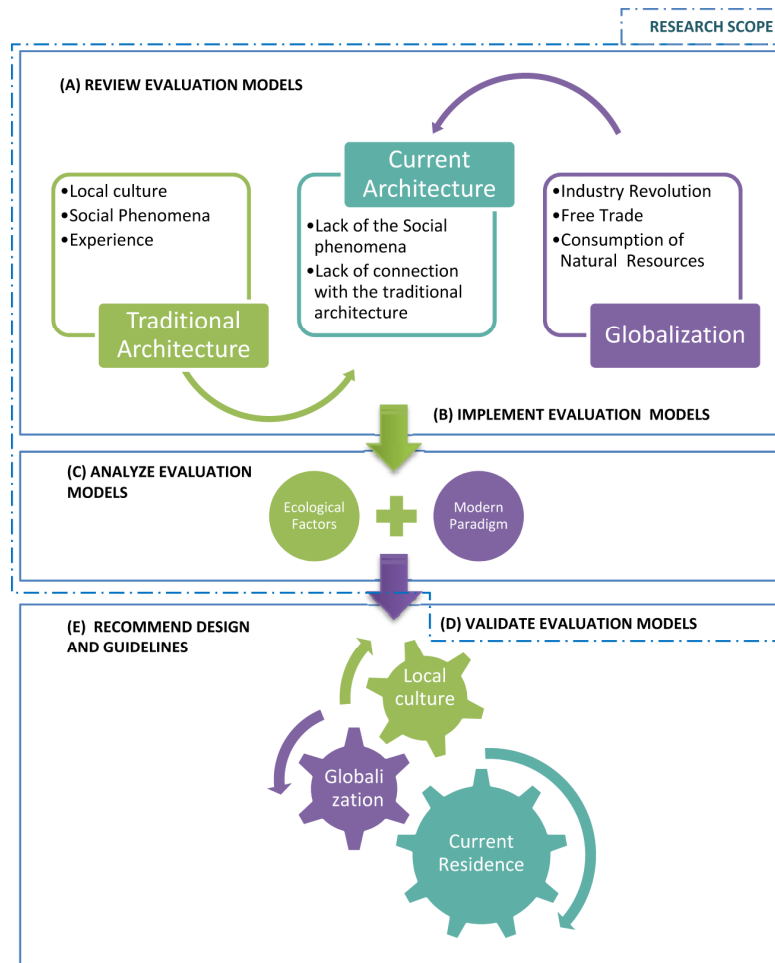 RESEARCH SCOPE
(A) REVIEW EVALUATION MODELS
•Local culture
•Social Phenomena
•Experience
Traditional
Architecture
Current
Architecture
•Lack of the Social
phenomena
•Lack of connection
with the traditional
architecture
•Industry Revolution
•Free Trade
•Consumption of
Natural Resources
Globalization
(B) IMPLEMENT EVALUATION MODELS
(C) ANALYZE EVALUATION
MODELS
Ecological
Factors
Modern
Paradigm
(D) VALIDATE EVALUATION MODELS
(E) RECOMMEND DESIGN
AND GUIDELINES
Local
culture
Globali
zation
Current
Residence